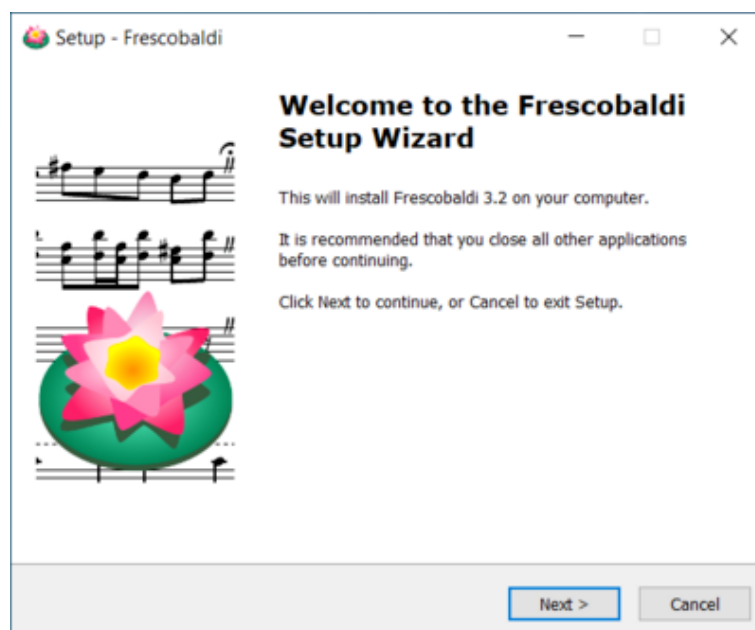 Setup - Frescobaldi
Welcome to the Frescobaldi
Setup Wizard
This will install Frescobaldi 3.2 on your computer.
It is recommended that you close all other applications
before continuing.
Click Next to continue, or Cancel to exit Setup.
Next >
Cancel